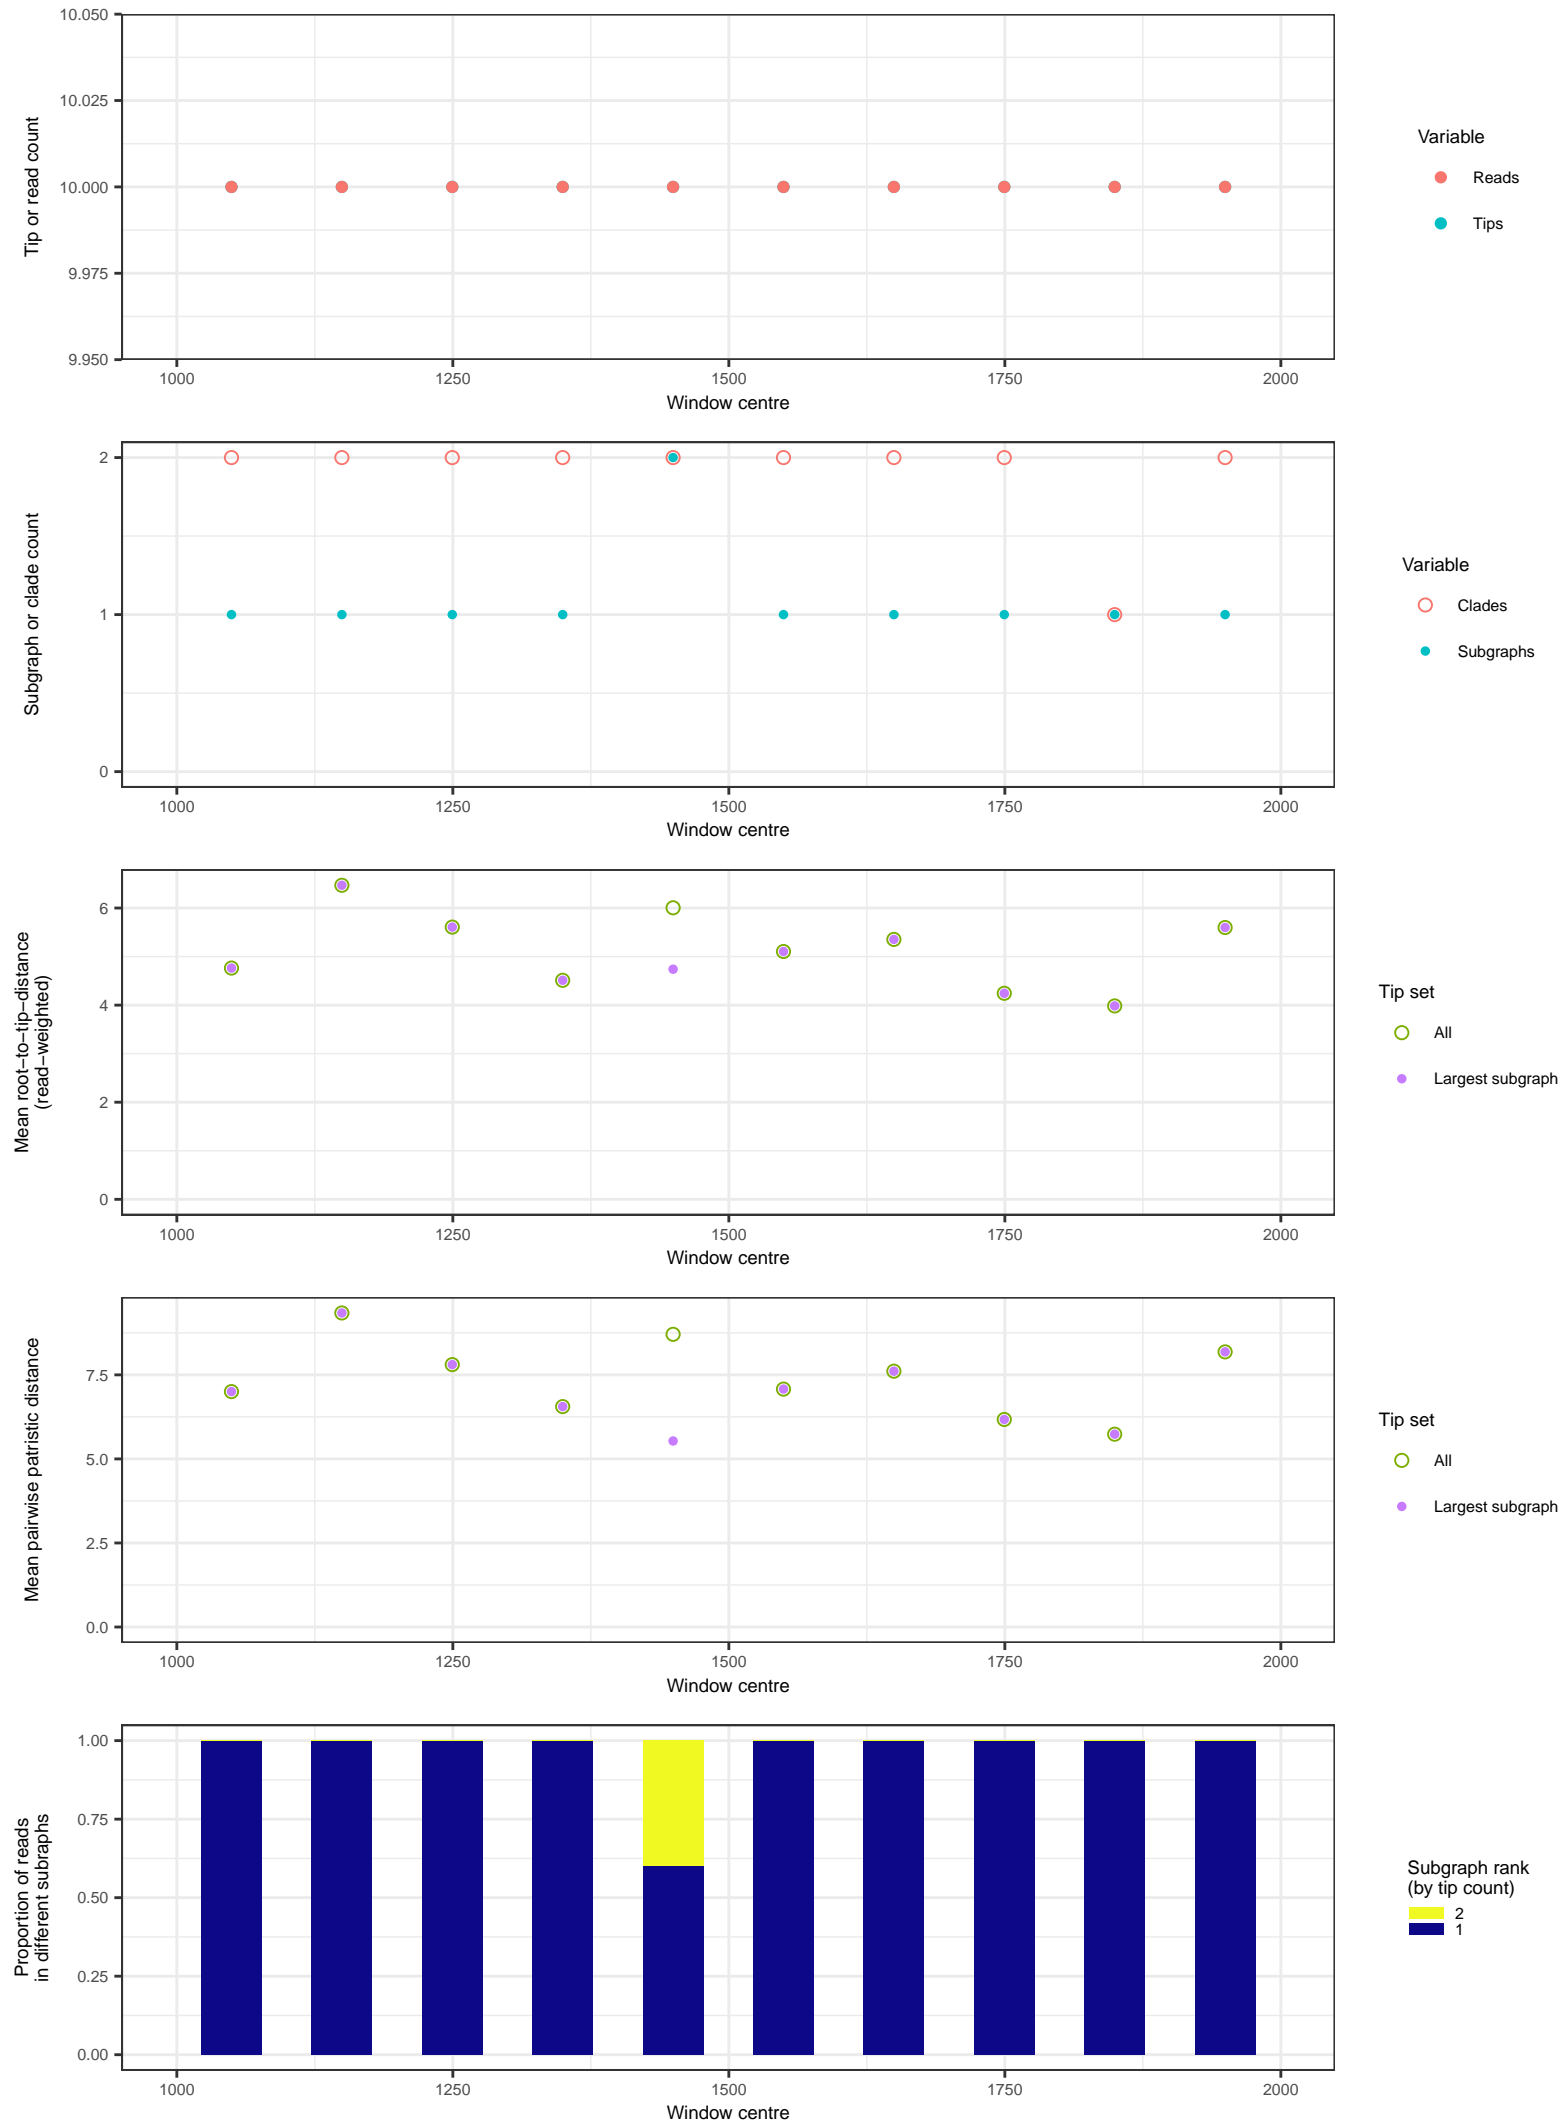 10.050
10.025
10.000
9.975
9.950
Tip or read count
1000 1250 1500 1750 2000
Window centre
Variable
Reads
Tips
2
1
0
Subgraph or clade count
1000 1250 1500 1750 2000
Window centre
Variable
Clades
Subgraphs
6
4
2
0
Mean root−to−tip−distance
(read−weighted)
1000 1250 1500 1750 2000
Window centre
Tip set
All
Largest subgraph
7.5
5.0
2.5
0.0
Mean pairwise patristic distance
1000 1250 1500 1750 2000
Window centre
Tip set
All
Largest subgraph
1.00
0.75
0.50
0.25
0.00
Proportion of reads
in different subraphs
1000 1250 1500 1750 2000
Window centre
Subgraph rank
(by tip count)
2
1